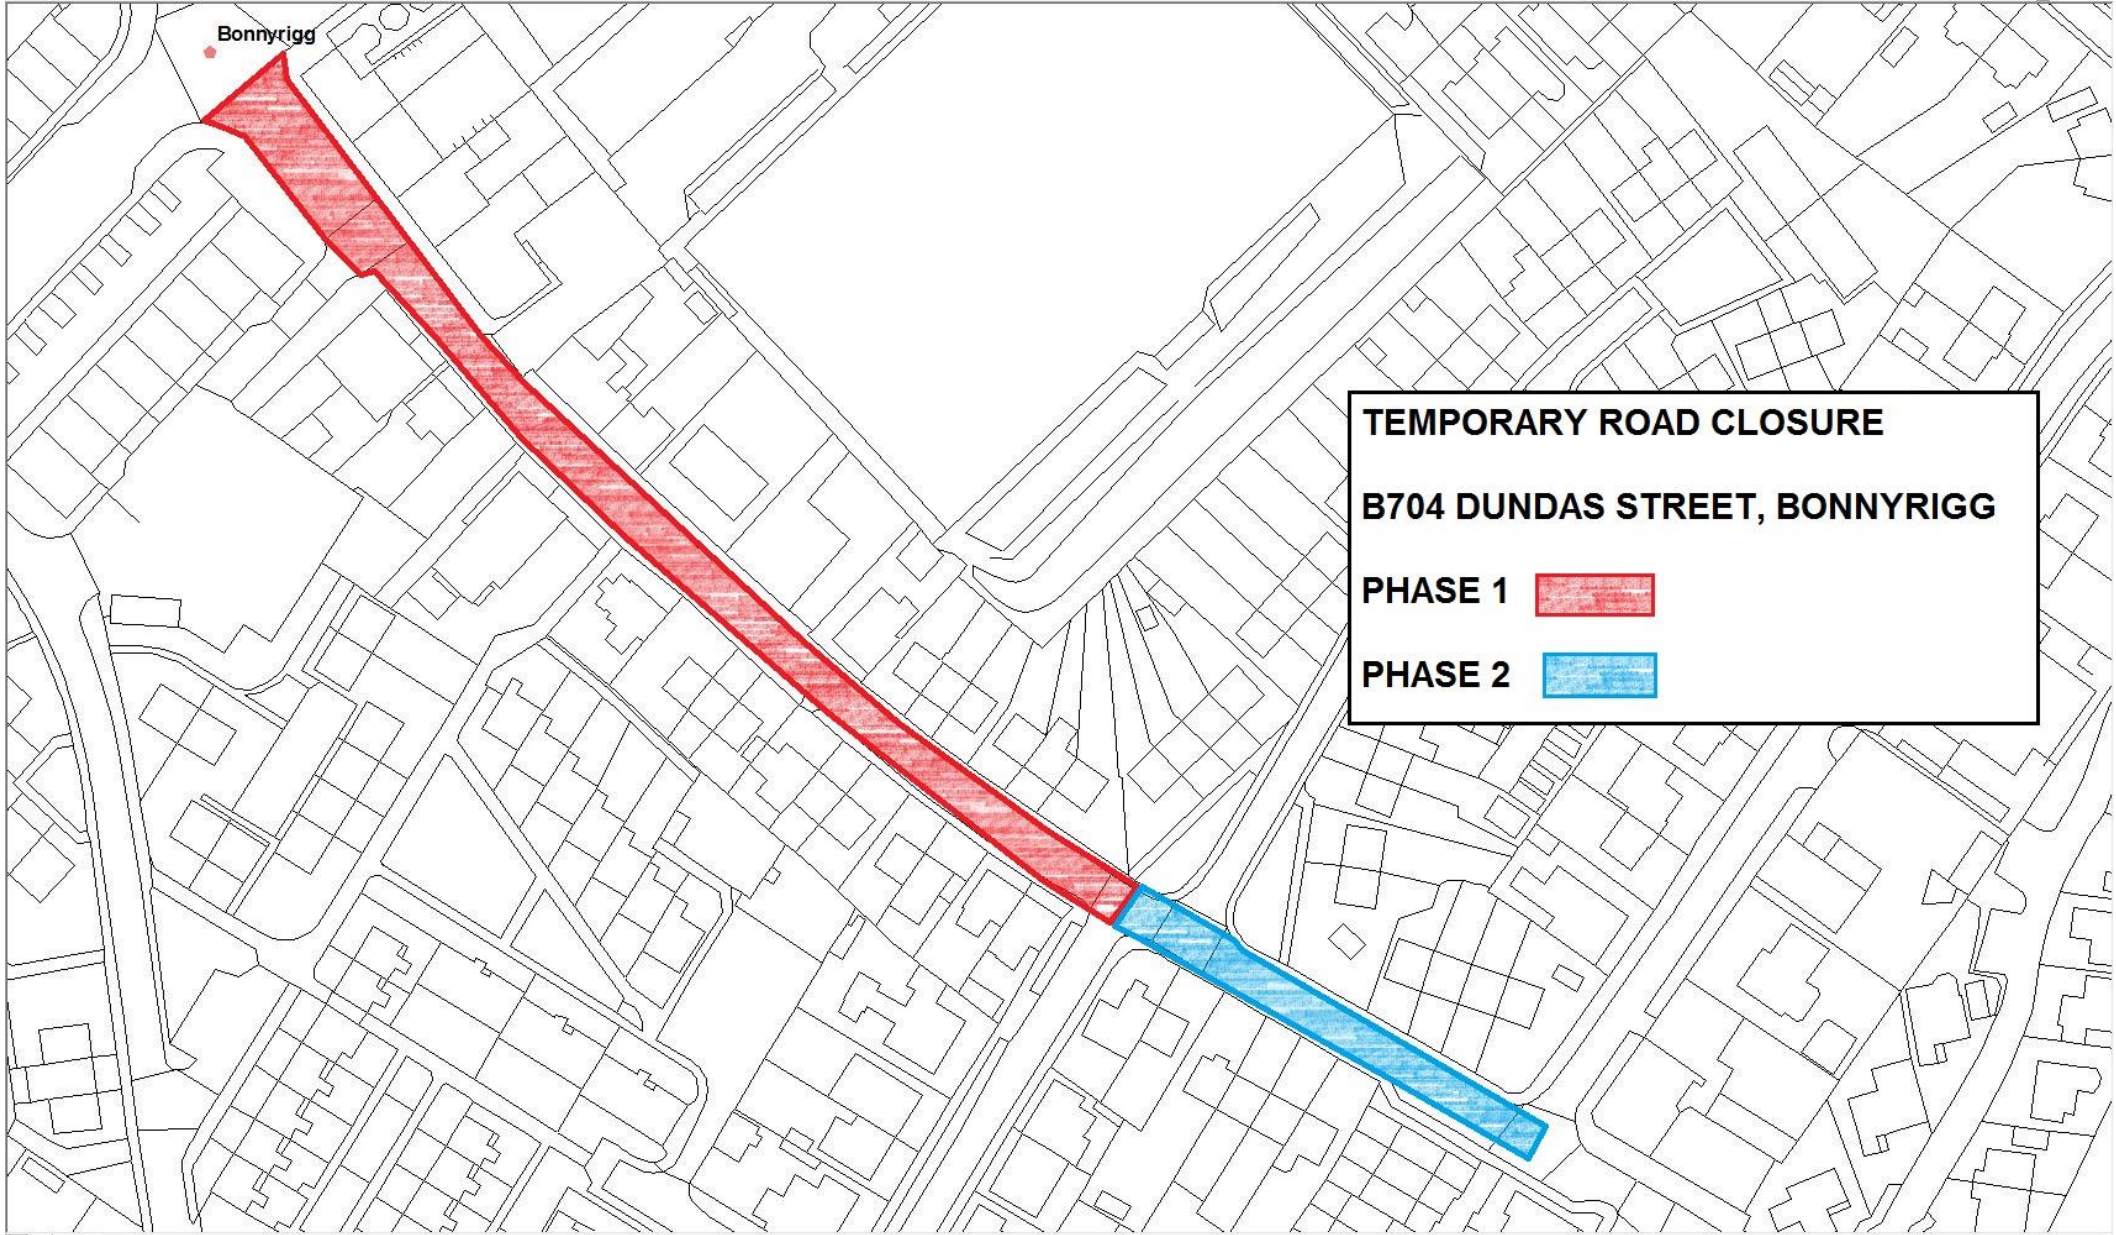 Bonnyrigg
TEMPORARY ROAD CLOSURE
B704 DUNDAS STREET, BONNYRIGG
PHASE 1
PHASE 2